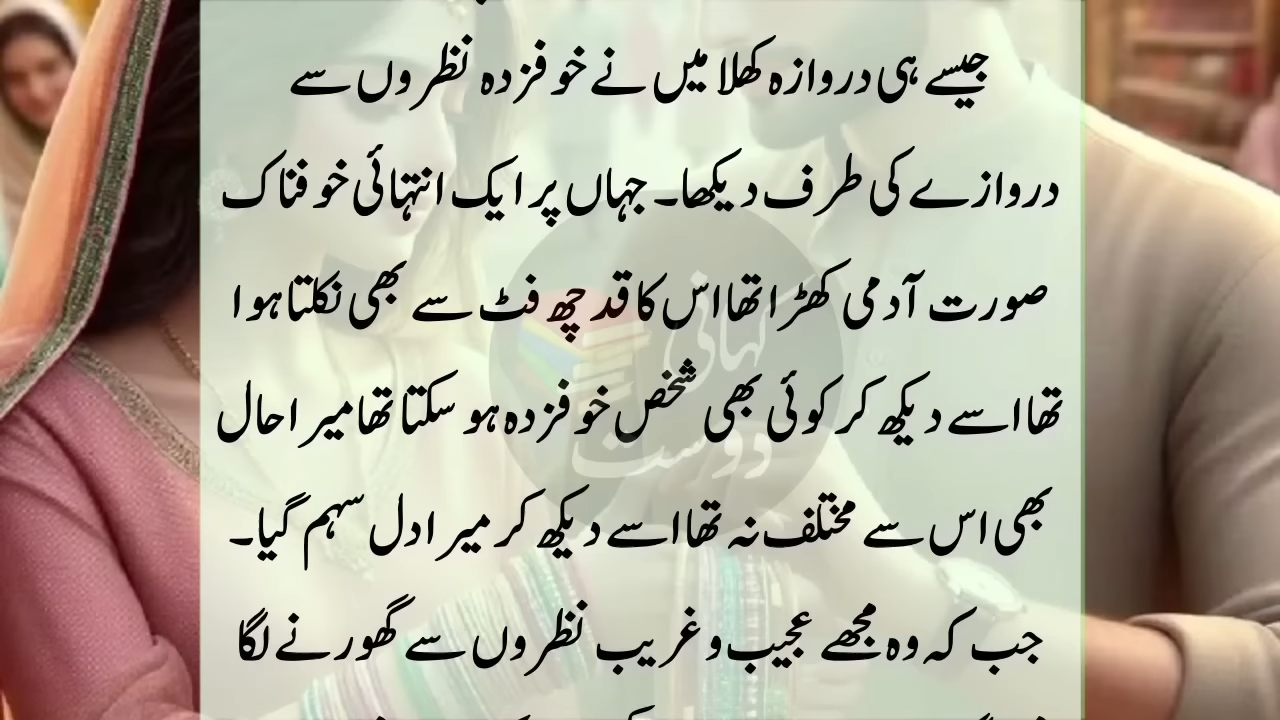 جیسے ہی دروازہ کھلا میں نے خوفزدہ نظروں سے
دروازے کی طرف دیکھا۔ جہاں پر ایک انتہائی خوفناک
صورت آدمی کھڑا تھا اس کا قد چھ فٹ سے بھی نکلتا ہوا
تھا اسے دیکھ کر کوئی بھی شخص خوفزدہ ہو سکتا تھا میرا حال
بھی اس سے مختلف نہ تھا اسے دیکھ کر میرا دل سہم گیا۔
جب کہ وہ مجھے عجیب و غریب نظروں سے گھورنے لگا
کہانی
دوست